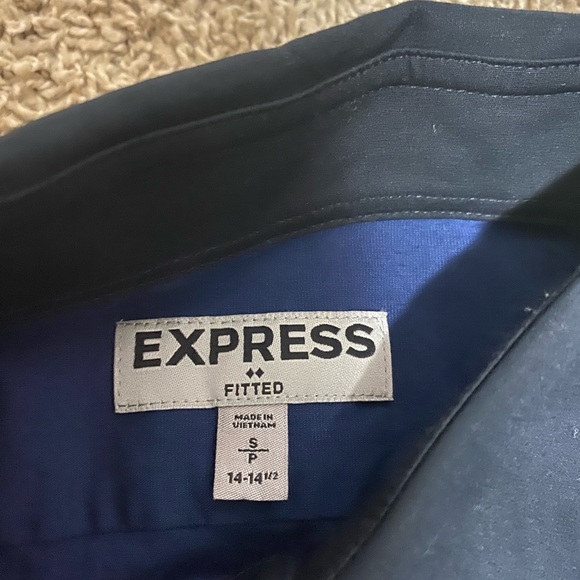 EXPRESS
FITTED
MADE IN
VIETNAM
S
P
14-14 1/2